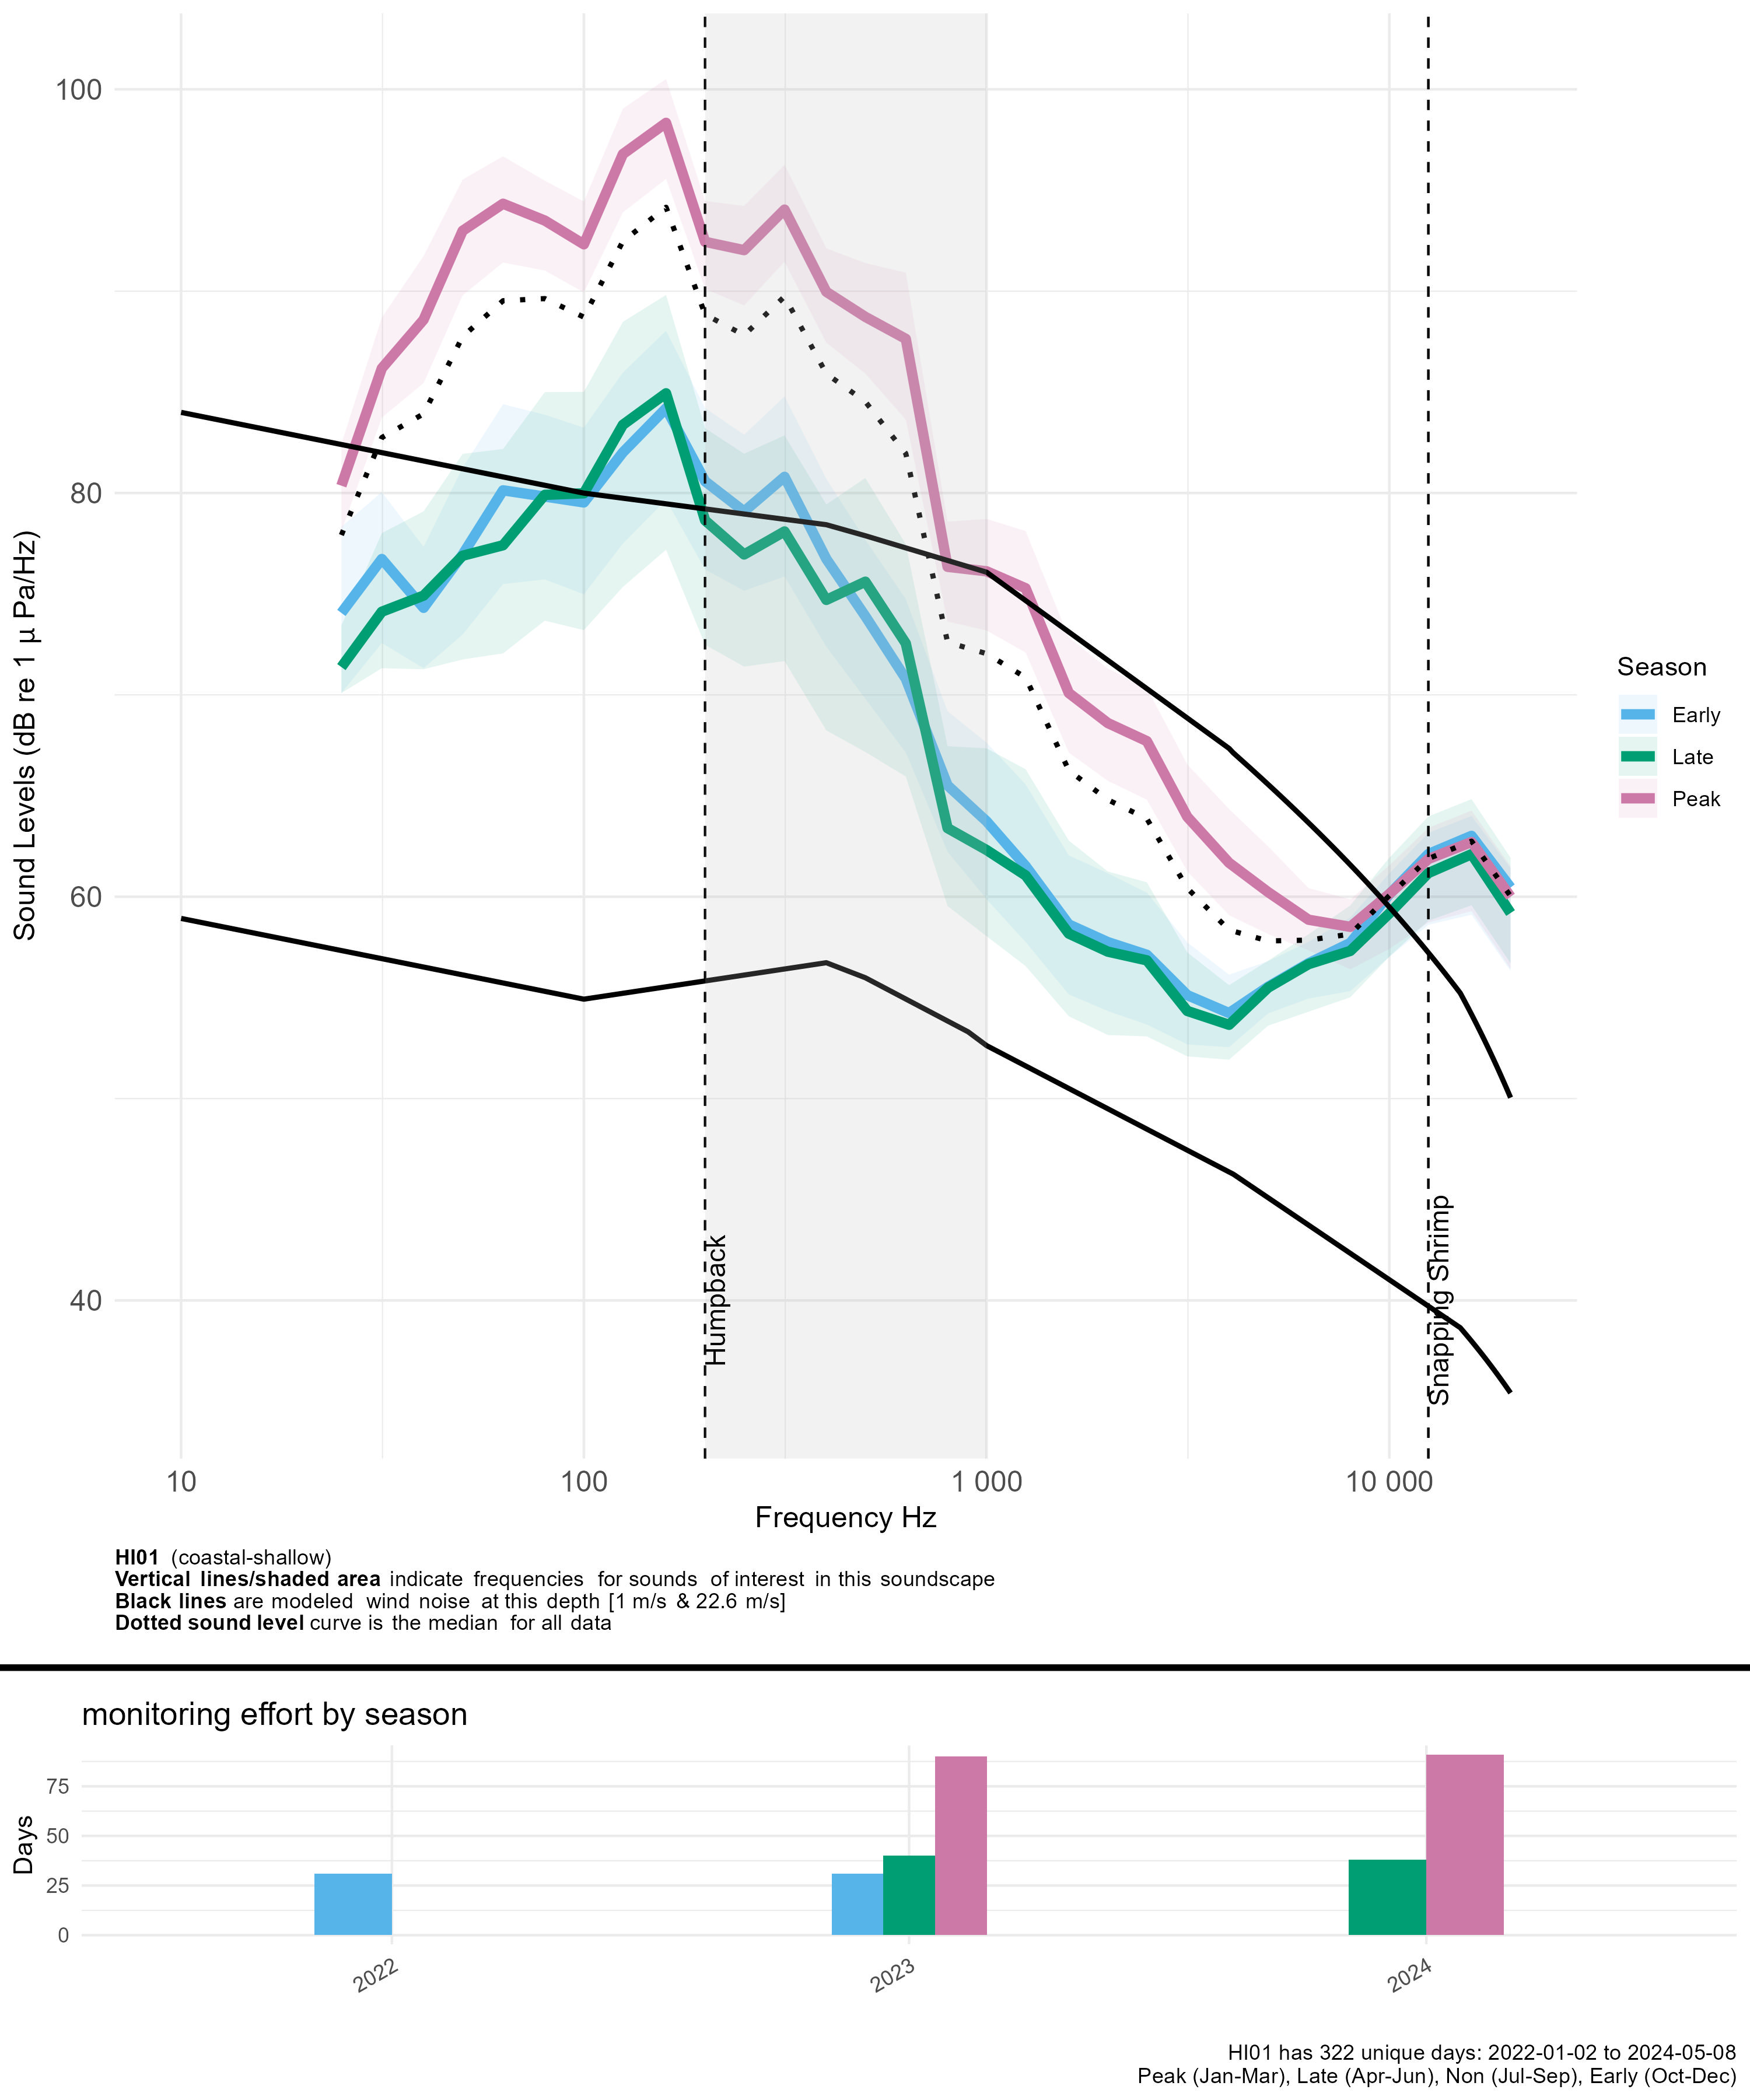 100
80
60
40
Sound Levels (dB re 1 µ Pa/Hz)
Humpback
Snapping Shrimp
10
100
1 000
10 000
Frequency Hz
Season
Early
Late
Peak
HI01 (coastal-shallow)
Vertical lines/shaded area indicate frequencies for sounds of interest in this soundscape
Black lines are modeled wind noise at this depth [1 m/s & 22.6 m/s]
Dotted sound level curve is the median for all data
monitoring effort by season
75
50
25
0
Days
2022
2023
2024
HI01 has 322 unique days: 2022-01-02 to 2024-05-08
Peak (Jan-Mar), Late (Apr-Jun), Non (Jul-Sep), Early (Oct-Dec)